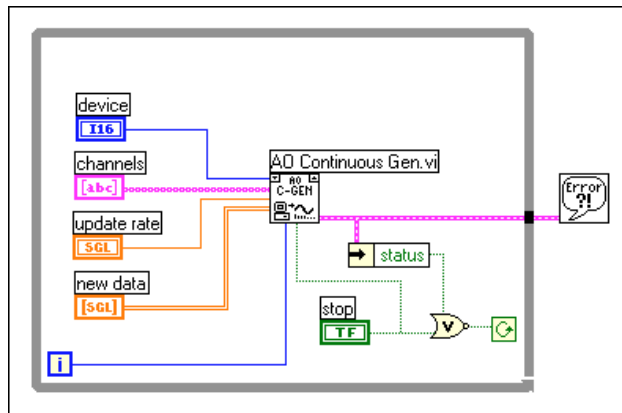 device
I16
channels
[abc]
update rate
SGL
new data
[SGL]
AO Continuous Gen.vi
AO
C-GEN
Error
?!
status
stop
TF
V
i